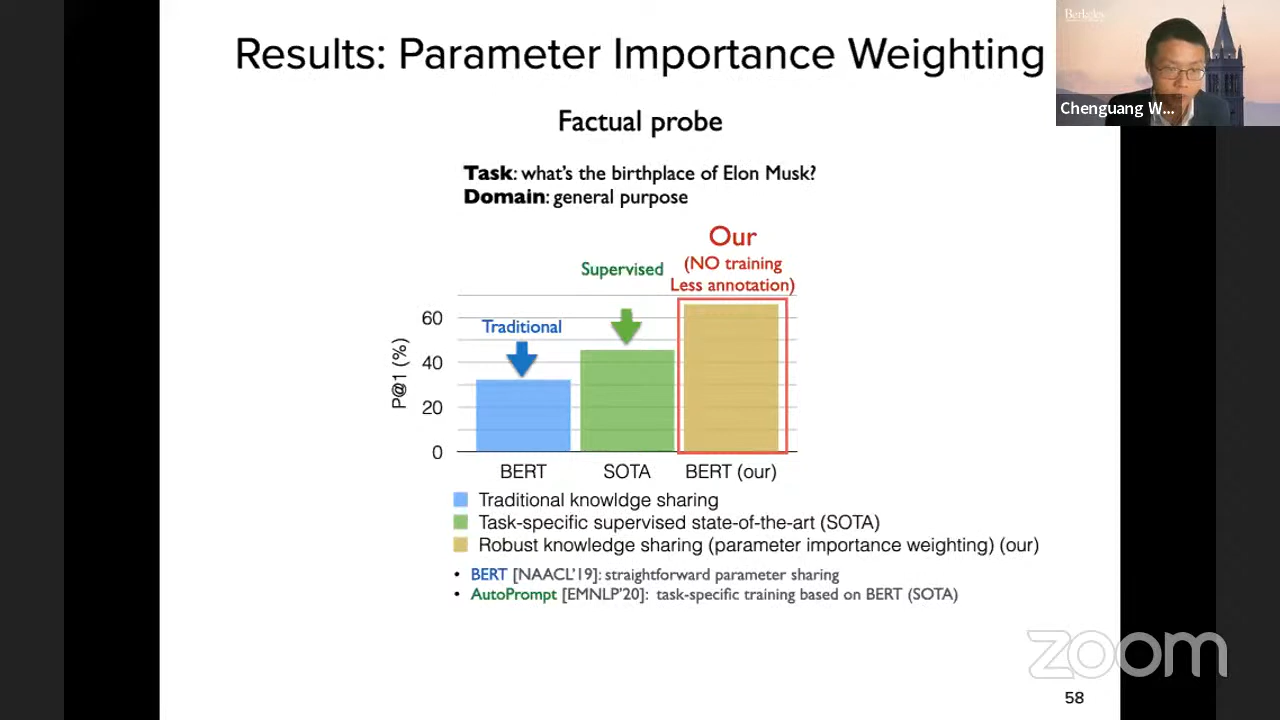 Results: Parameter Importance Weighting
Berkeley
Chenguang W...
Factual probe
Task: what's the birthplace of Elon Musk?
Domain: general purpose
Our
(NO training
Less annotation)
Supervised
Traditional
P@1 (%)
60
40
20
0
BERT
SOTA
BERT (our)
Traditional knowldge sharing
Task-specific supervised state-of-the-art (SOTA)
Robust knowledge sharing (parameter importance weighting) (our)
• BERT [NAACL'19]: straightforward parameter sharing
• AutoPrompt [EMNLP'20]: task-specific training based on BERT (SOTA)
zoom
58